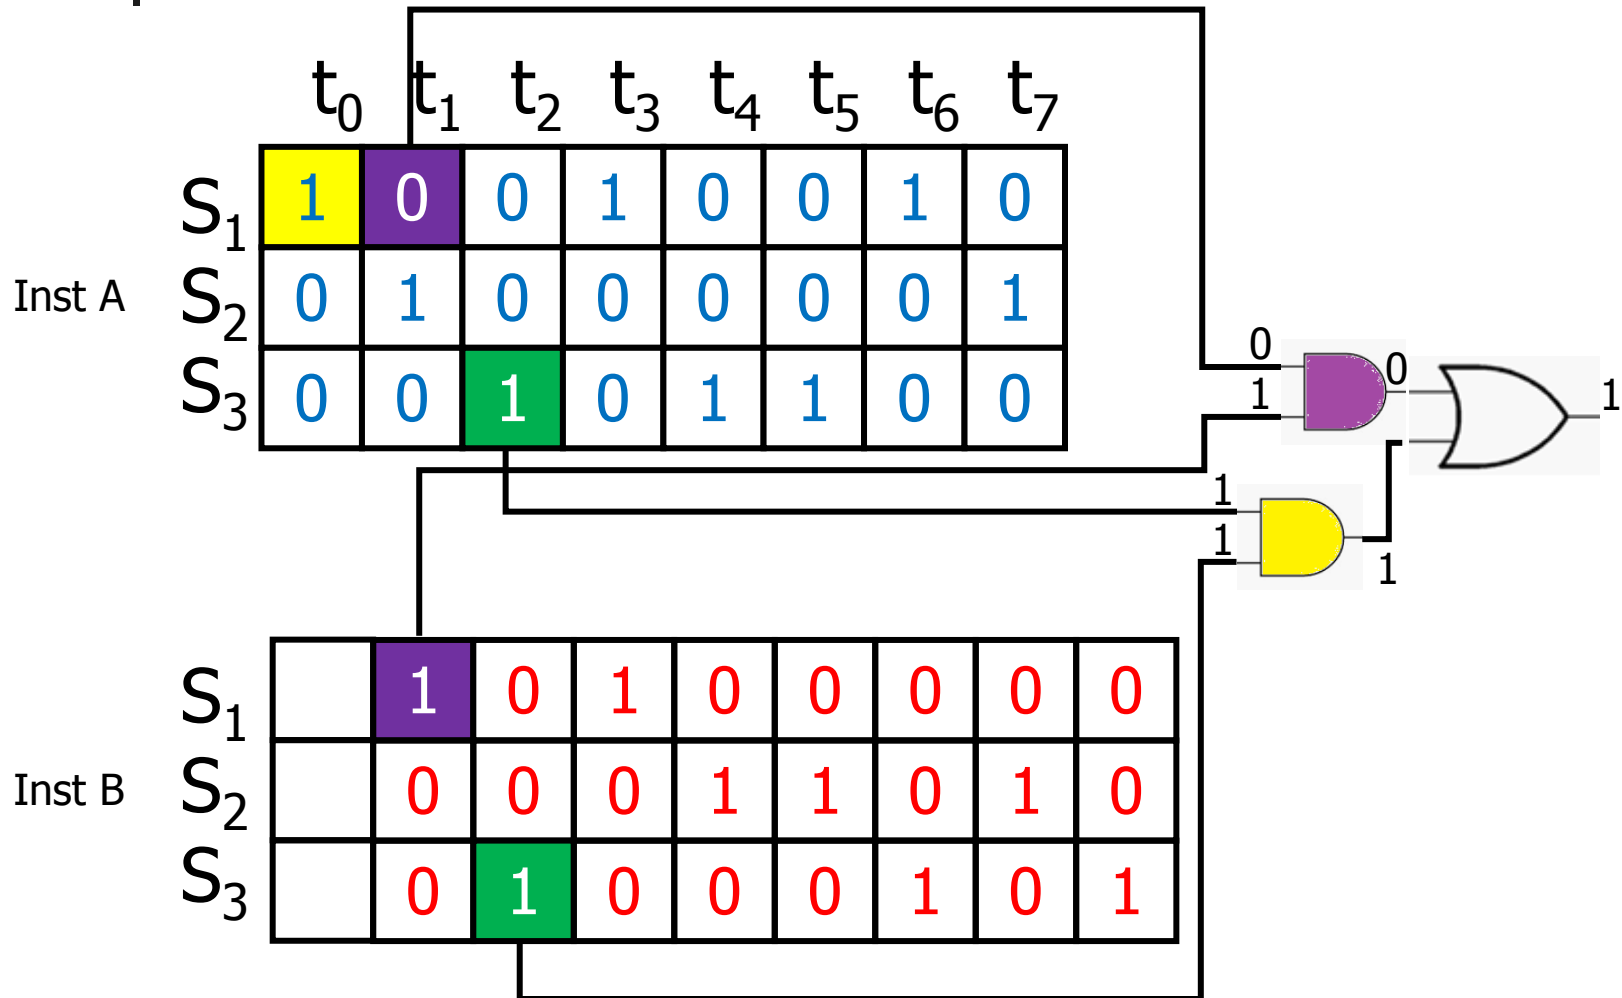 t0 t1 t2 t3 t4 t5 t6 t7
S1 1 0 0 1 0 0 1 0
Inst A S2 0 1 0 0 0 0 0 1
S3 0 0 1 0 1 1 0 0
0
1
0
1
1
1
1
S1 1 0 1 0 0 0 0 0
Inst B S2 0 0 0 1 1 0 1 0
S3 0 1 0 0 0 1 0 1